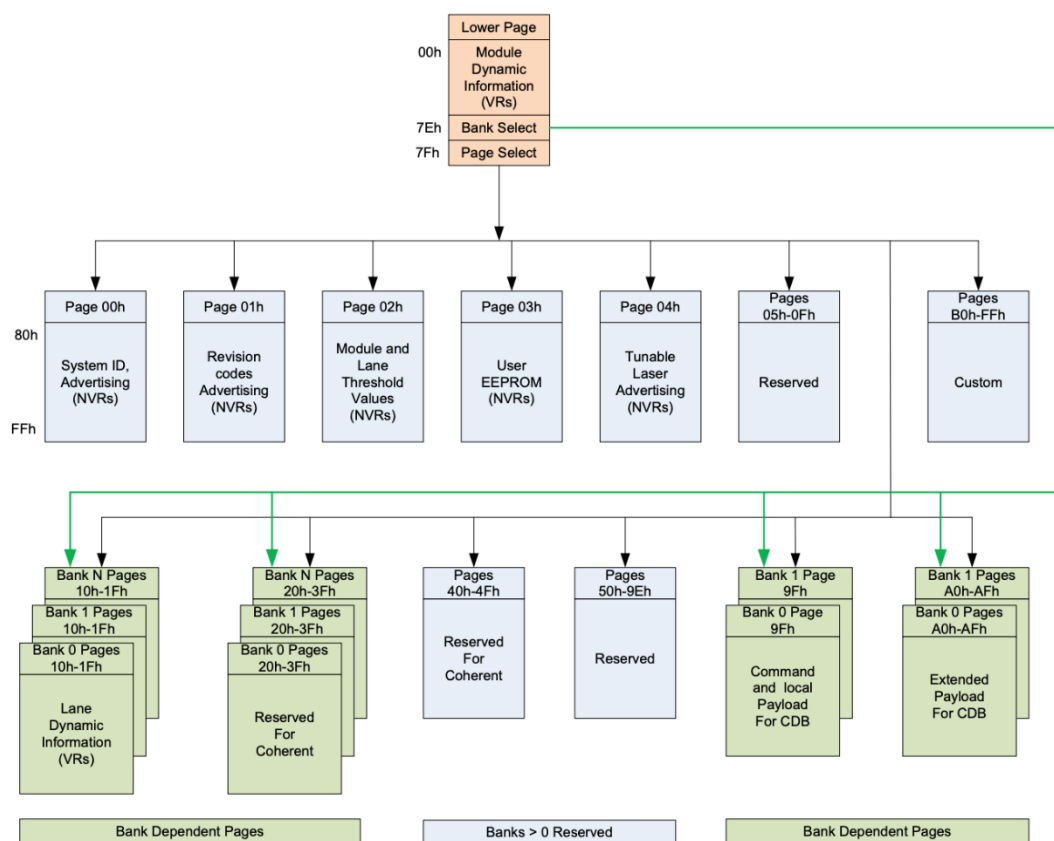 Lower Page
00h
Module
Dynamic
Information
(VRs)
7Eh
Bank Select
7Fh
Page Select
Page 00h
Page 01h
Page 02h
Page 03h
Page 04h
Pages
05h-0Fh
Pages
B0h-FFh
80h
System ID,
Advertising
(NVRs)
Revision
codes
Advertising
(NVRs)
Module and
Lane
Threshold
Values
(NVRs)
User
EEPROM
(NVRs)
Tunable
Laser
Advertising
(NVRs)
Reserved
Custom
FFh
Bank N Pages
10h-1Fh
Bank 1 Pages
10h-1Fh
Bank 0 Pages
10h-1Fh
Lane
Dynamic
Information
(VRs)
Bank N Pages
20h-3Fh
Bank 1 Pages
20h-3Fh
Bank 0 Pages
20h-3Fh
Reserved
For
Coherent
Pages
40h-4Fh
Reserved
For
Coherent
Pages
50h-9Eh
Reserved
Bank 1 Page
9Fh
Bank 0 Page
9Fh
Command
and local
Payload
For CDB
Bank 1 Pages
A0h-AFh
Bank 0 Pages
A0h-AFh
Extended
Payload
For CDB
Bank Dependent Pages
Banks > 0 Reserved
Bank Dependent Pages